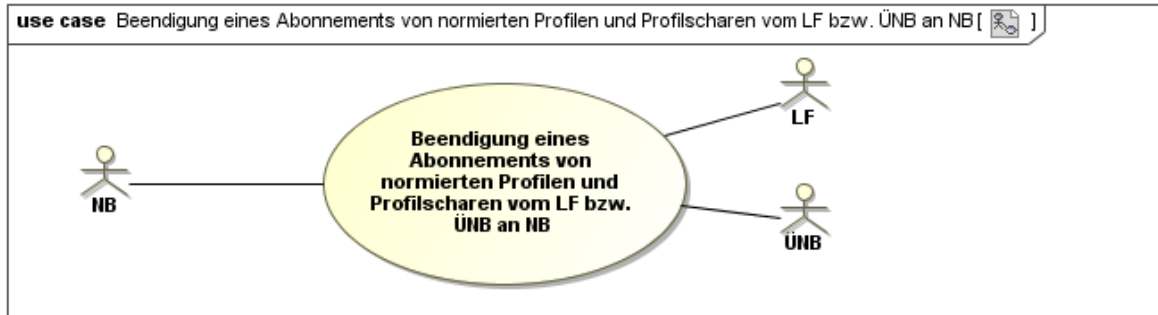 use case Beendigung eines Abonnements von normierten Profilen und Profilscharen vom LF bzw. ÜNB an NB [ ]
LF
Beendigung eines
Abonnements von
normierten Profilen und
Profilscharen vom LF bzw.
ÜNB an NB
NB
ÜNB